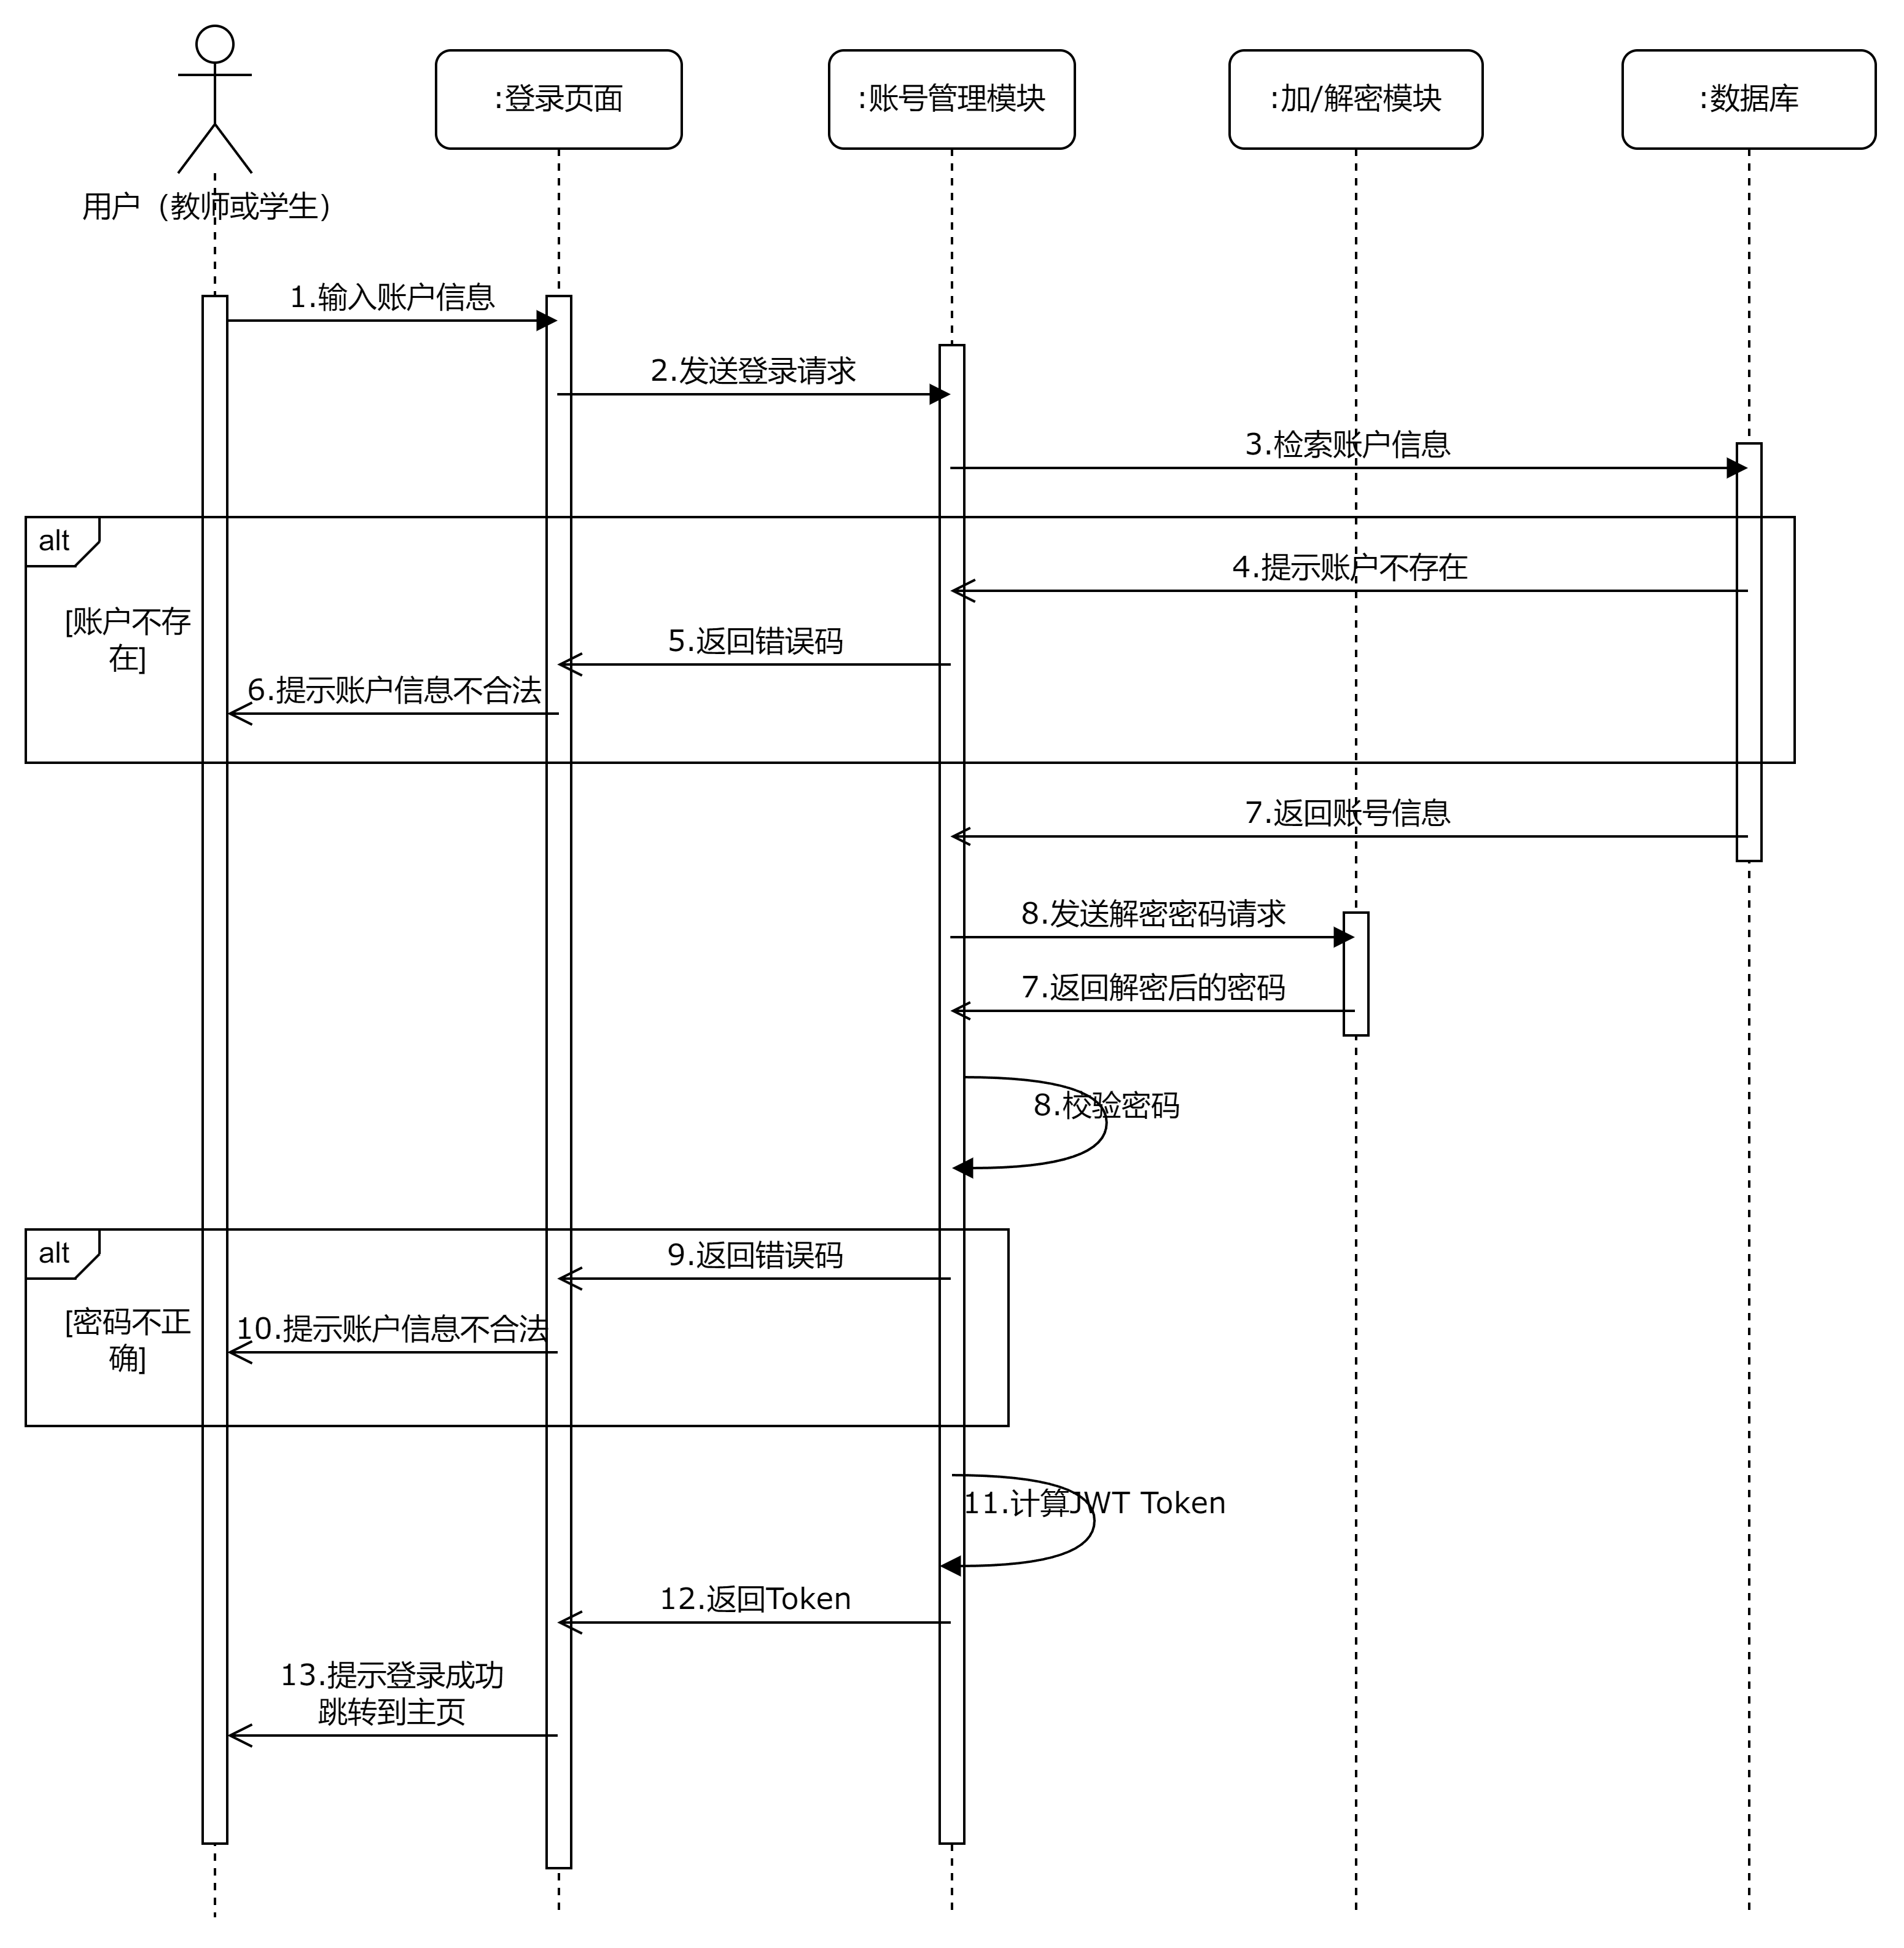 :登录页面
:账号管理模块
:加/解密模块
:数据库
用户（教师或学生）
1.输入账户信息
2.发送登录请求
3.检索账户信息
alt
4.提示账户不存在
[账户不存
在]
5.返回错误码
6.提示账户信息不合法
7.返回账号信息
8.发送解密密码请求
7.返回解密后的密码
8.校验密码
alt
9.返回错误码
[密码不正
确]
10.提示账户信息不合法
11.计算JWT Token
12.返回Token
13.提示登录成功
跳转到主页